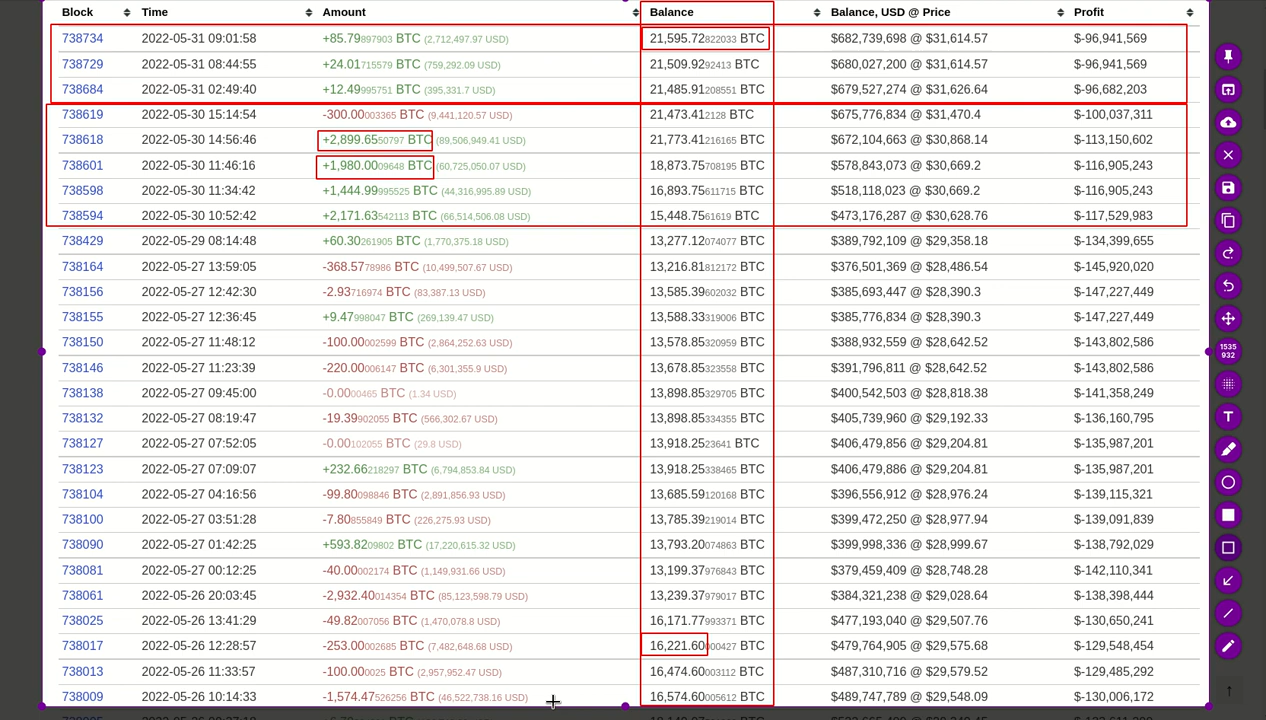 Block Time Amount Balance Balance, USD @ Price Profit
738734 2022-05-31 09:01:58 +85.79897903 BTC (2,712,497.97 USD) 21,595.72822033 BTC $682,739,698 @ $31,614.57 $-96,941,569
738729 2022-05-31 08:44:55 +24.01715579 BTC (759,292.09 USD) 21,509.9292413 BTC $680,027,200 @ $31,614.57 $-96,941,569
738684 2022-05-31 02:49:40 +12.49995751 BTC (395,331.7 USD) 21,485.91208551 BTC $679,527,274 @ $31,626.64 $-96,682,203
738619 2022-05-30 15:14:54 -300.00003365 BTC (9,441,120.57 USD) 21,473.412128 BTC $675,776,834 @ $31,470.4 $-100,037,311
738618 2022-05-30 14:56:46 +2,899.6550797 BTC (89,506,949.41 USD) 21,773.41216165 BTC $672,104,663 @ $30,868.14 $-113,150,602
738601 2022-05-30 11:46:16 +1,980.0009648 BTC (60,725,050.07 USD) 18,873.75708195 BTC $578,843,073 @ $30,669.2 $-116,905,243
738598 2022-05-30 11:34:42 +1,444.99995525 BTC (44,316,995.89 USD) 16,893.75611715 BTC $518,118,023 @ $30,669.2 $-116,905,243
738594 2022-05-30 10:52:42 +2,171.63542113 BTC (66,514,506.08 USD) 15,448.7561619 BTC $473,176,287 @ $30,628.76 $-117,529,983
738429 2022-05-29 08:14:48 +60.30261905 BTC (1,770,375.18 USD) 13,277.12074077 BTC $389,792,109 @ $29,358.18 $-134,399,655
738164 2022-05-27 13:59:05 -368.5778986 BTC (10,499,507.67 USD) 13,216.81812172 BTC $376,501,369 @ $28,486.54 $-145,920,020
738156 2022-05-27 12:42:30 -2.93716974 BTC (83,387.13 USD) 13,585.39602032 BTC $385,693,447 @ $28,390.3 $-147,227,449
738155 2022-05-27 12:36:45 +9.47998047 BTC (269,139.47 USD) 13,588.33319006 BTC $385,776,834 @ $28,390.3 $-147,227,449
738150 2022-05-27 11:48:12 -100.00002599 BTC (2,864,252.63 USD) 13,578.85320959 BTC $388,932,559 @ $28,642.52 $-143,802,586
738146 2022-05-27 11:23:39 -220.00006147 BTC (6,301,355.9 USD) 13,678.85323558 BTC $391,796,811 @ $28,642.52 $-143,802,586
738138 2022-05-27 09:45:00 -0.0000465 BTC (1.34 USD) 13,898.85329705 BTC $400,542,503 @ $28,818.38 $-141,358,249
738132 2022-05-27 08:19:47 -19.39902055 BTC (566,302.67 USD) 13,898.85334355 BTC $405,739,960 @ $29,192.33 $-136,160,795
738127 2022-05-27 07:52:05 -0.00102055 BTC (29.8 USD) 13,918.2523641 BTC $406,479,856 @ $29,204.81 $-135,987,201
738123 2022-05-27 07:09:07 +232.66218297 BTC (6,794,853.84 USD) 13,918.25338465 BTC $406,479,886 @ $29,204.81 $-135,987,201
738104 2022-05-27 04:16:56 -99.80098846 BTC (2,891,856.93 USD) 13,685.59120168 BTC $396,556,912 @ $28,976.24 $-139,115,321
738100 2022-05-27 03:51:28 -7.80855849 BTC (226,275.93 USD) 13,785.39219014 BTC $399,472,250 @ $28,977.94 $-139,091,839
738090 2022-05-27 01:42:25 +593.8209802 BTC (17,220,615.32 USD) 13,793.20074863 BTC $399,998,336 @ $28,999.67 $-138,792,029
738081 2022-05-27 00:12:25 -40.00002174 BTC (1,149,931.66 USD) 13,199.37976843 BTC $379,459,409 @ $28,748.28 $-142,110,341
738061 2022-05-26 20:03:45 -2,932.40014354 BTC (85,123,598.79 USD) 13,239.37979017 BTC $384,321,238 @ $29,028.64 $-138,398,444
738025 2022-05-26 13:41:29 -49.82007056 BTC (1,470,078.8 USD) 16,171.77993371 BTC $477,193,040 @ $29,507.76 $-130,650,241
738017 2022-05-26 12:28:57 -253.00002685 BTC (7,482,648.68 USD) 16,221.60000427 BTC $479,764,905 @ $29,575.68 $-129,548,454
738013 2022-05-26 11:33:57 -100.000025 BTC (2,957,952.47 USD) 16,474.60003112 BTC $487,310,716 @ $29,579.52 $-129,485,292
738009 2022-05-26 10:14:33 -1,574.47526256 BTC (46,522,738.16 USD) 16,574.60005612 BTC $489,747,789 @ $29,548.09 $-130,006,172
1535
932
T